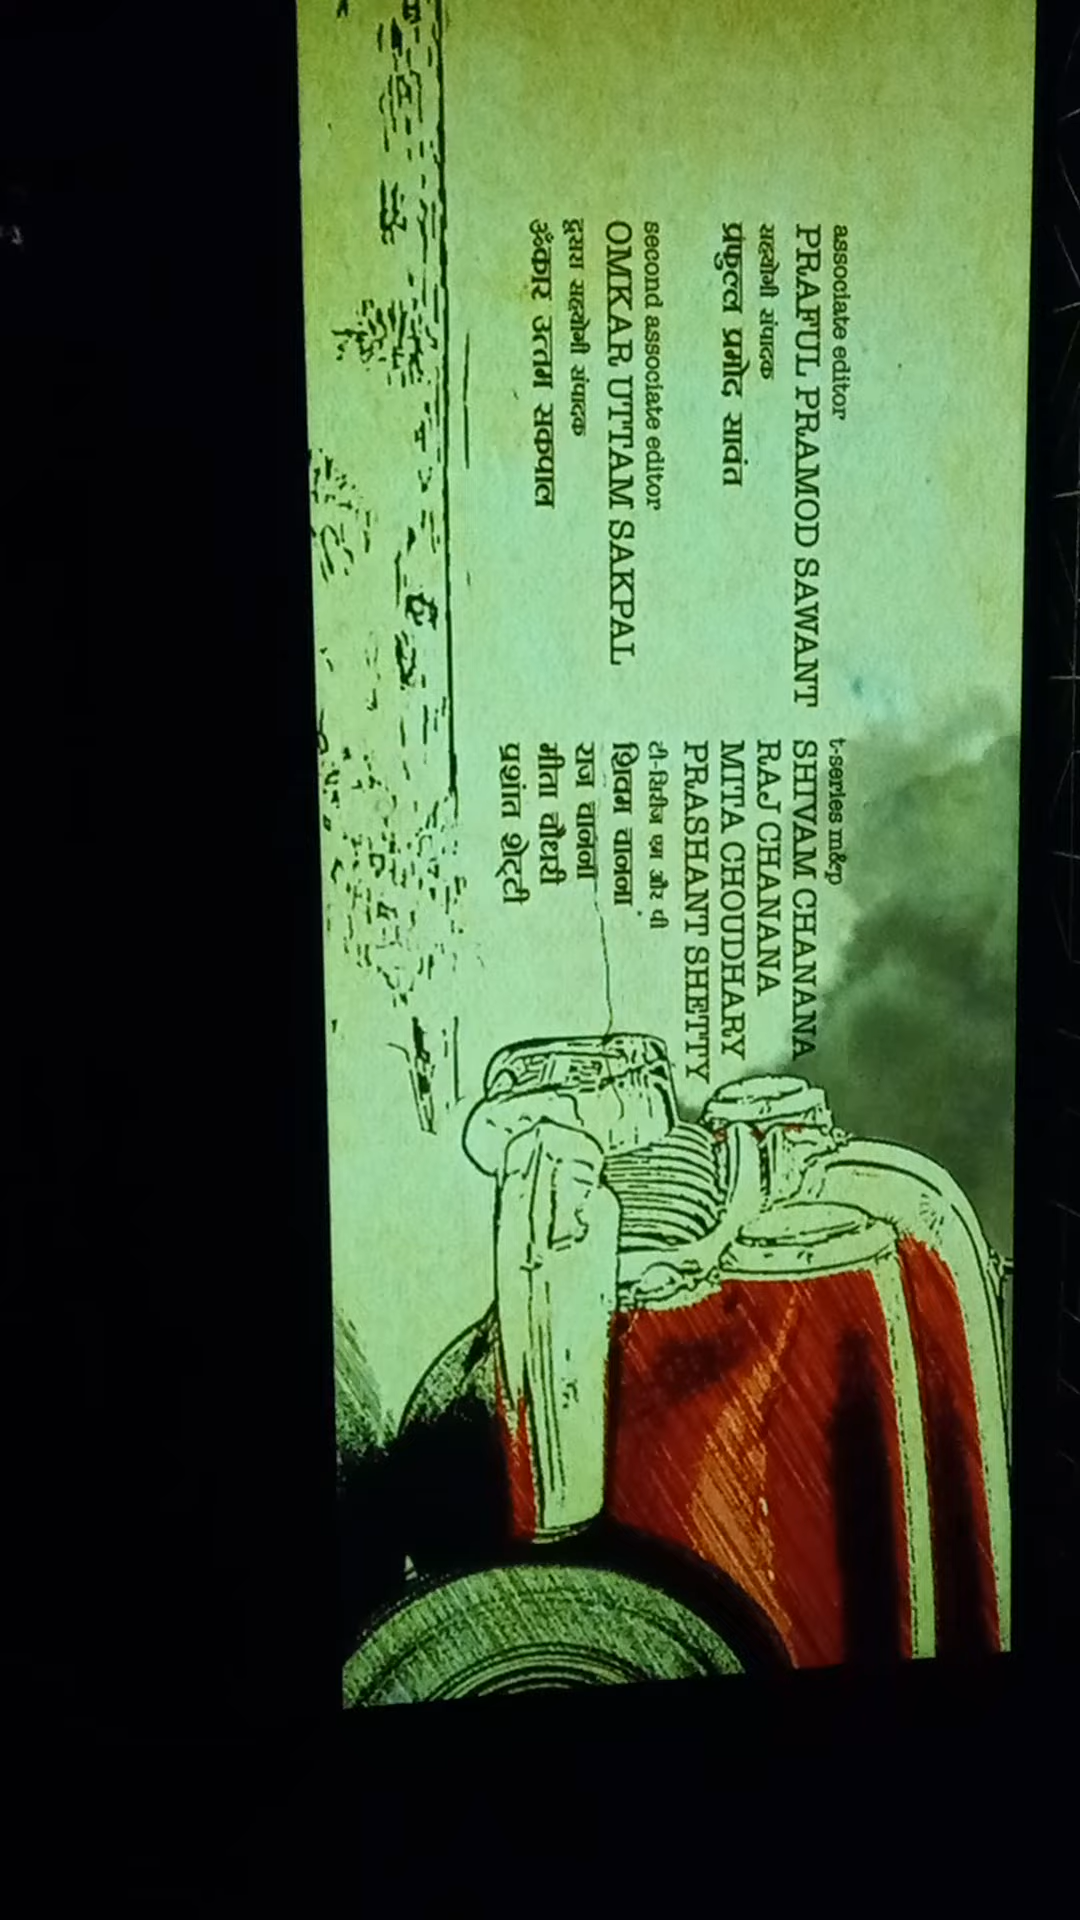 associate editor
PRAFUL PRAMOD SAWANT
सहयोगी संपादक
प्रफुल्ल प्रमोद सावंत
second associate editor
OMKAR UTTAM SAKPAL
दूसरा सहयोगी संपादक
ॐकार उत्तम सकपाल
t-series m&p
SHIVAM CHANANA
RAJ CHANANA
MITA CHOUDHARY
PRASHANT SHETTY
टी-सिरीज एम और पी
शिवम चानना
राज चानना
मीता चौधरी
प्रशांत शेट्टी